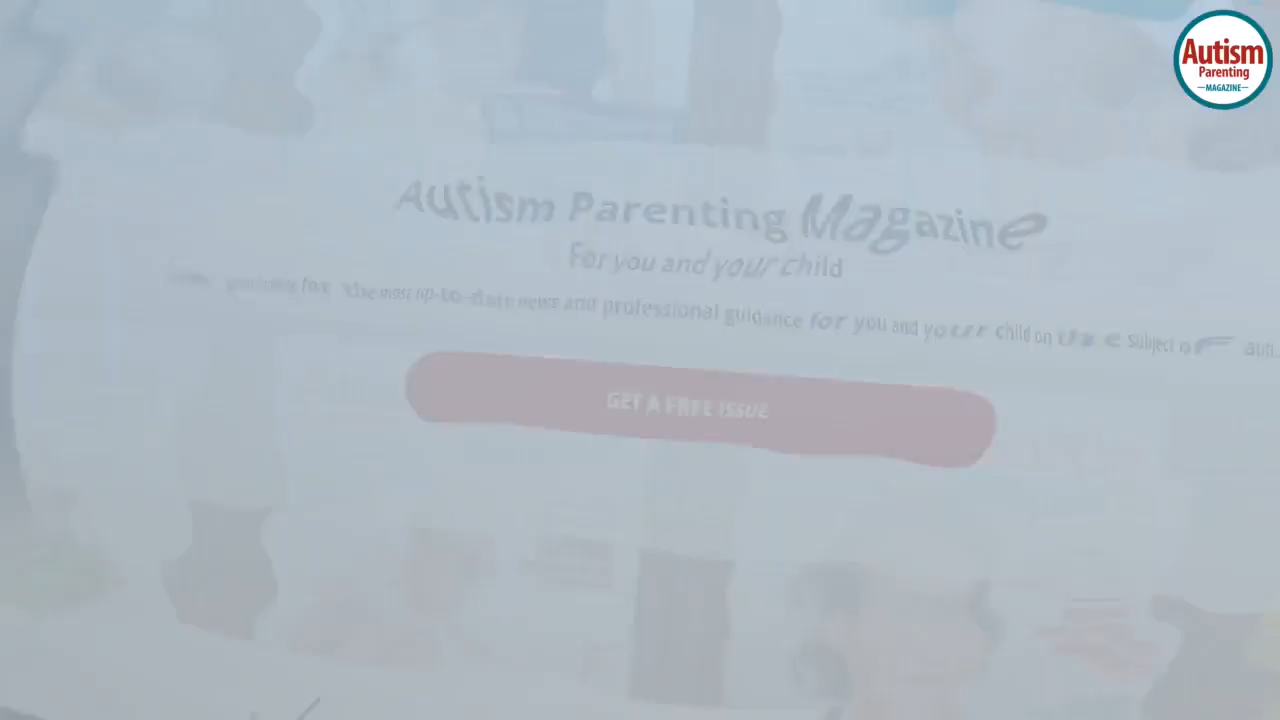 Autism
Parenting
MAGAZINE
Autism Parenting Magazine
For you and your child
the most up-to-date news and professional guidance for you and your child on the subject of
GET A FREE ISSUE